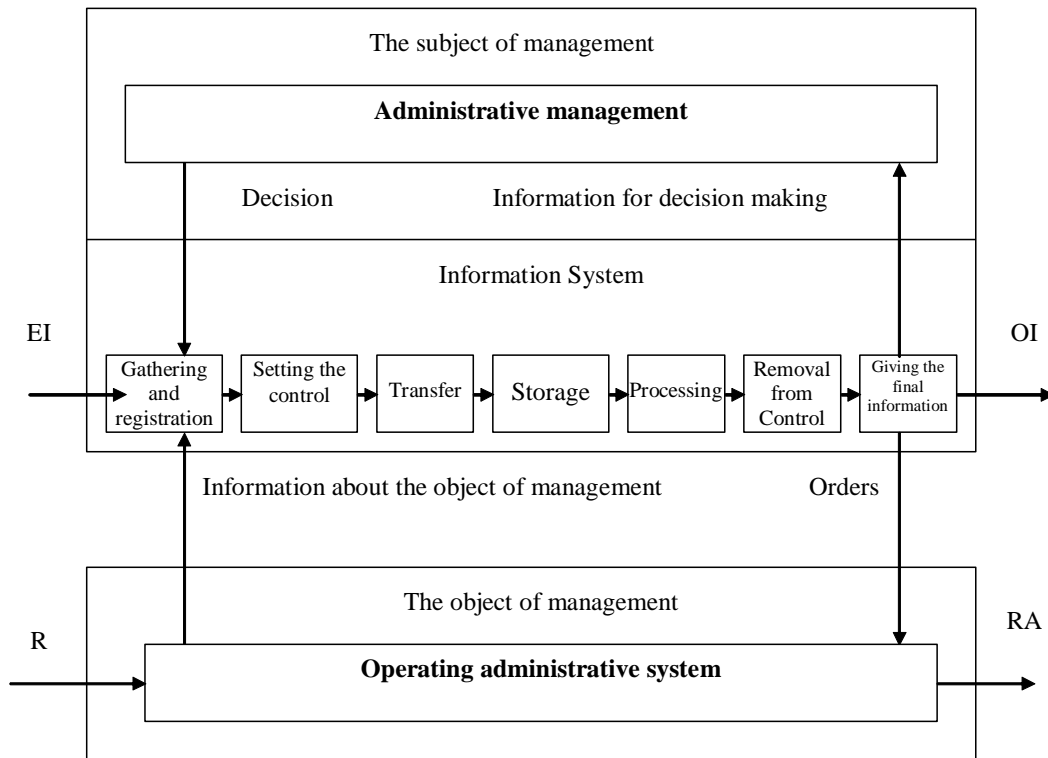 The subject of management
Administrative management
Decision
Information for decision making
Information System
EI
OI
Gathering
and
registration
Setting the
control
Transfer
Storage
Processing
Removal
from
Control
Giving the
final
information
Information about the object of management
Orders
The object of management
R
RA
Operating administrative system